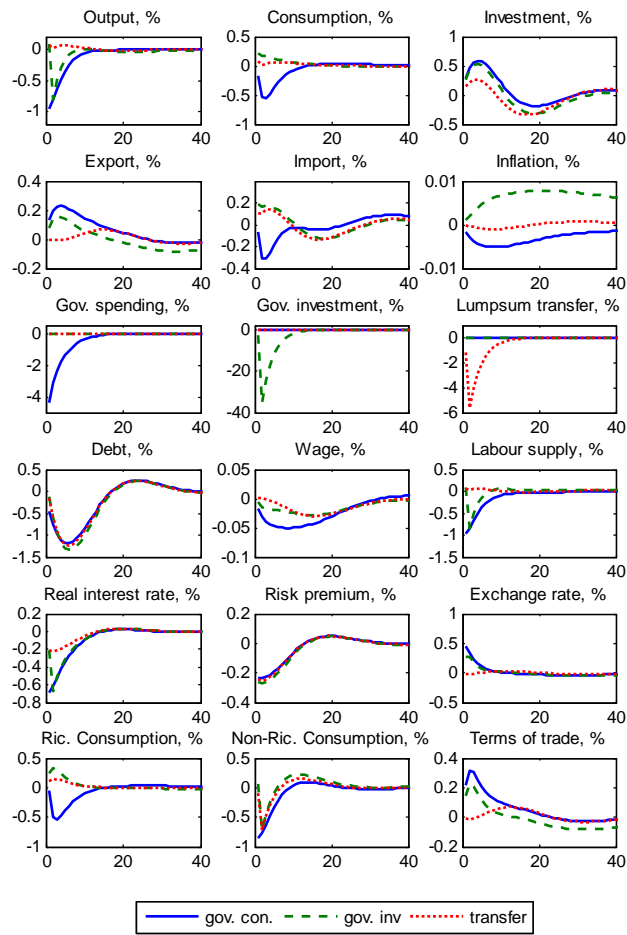 Output, % Consumption, % Investment, %
0.5 0 -0.5 -1 0 20 40
0.5 0 -0.5 -1 0 20 40
1 0.5 0 -0.5 0 20 40
Export, % Import, % Inflation, %
0.4 0.2 0 -0.2 0 20 40
0.2 0 -0.2 -0.4 0 20 40
0.01 0 -0.01 0 20 40
Gov. spending, % Gov. investment, % Lumpsum transfer, %
0 -2 -4 0 20 40
0 -20 -40 0 20 40
0 -2 -4 -6 0 20 40
Debt, % Wage, % Labour supply, %
0.5 0 -0.5 -1 -1.5 0 20 40
0.05 0 -0.05 -0.1 0 20 40
0.5 0 -0.5 -1 -1.5 0 20 40
Real interest rate, % Risk premium, % Exchange rate, %
0.2 0 -0.2 -0.4 -0.6 -0.8 0 20 40
0.2 0 -0.2 -0.4 0 20 40
1 0.5 0 -0.5 0 20 40
Ric. Consumption, % Non-Ric. Consumption, % Terms of trade, %
0.5 0 -0.5 -1 0 20 40
0.5 0 -0.5 -1 0 20 40
0.4 0.2 0 -0.2 0 20 40
gov. con. gov. inv transfer